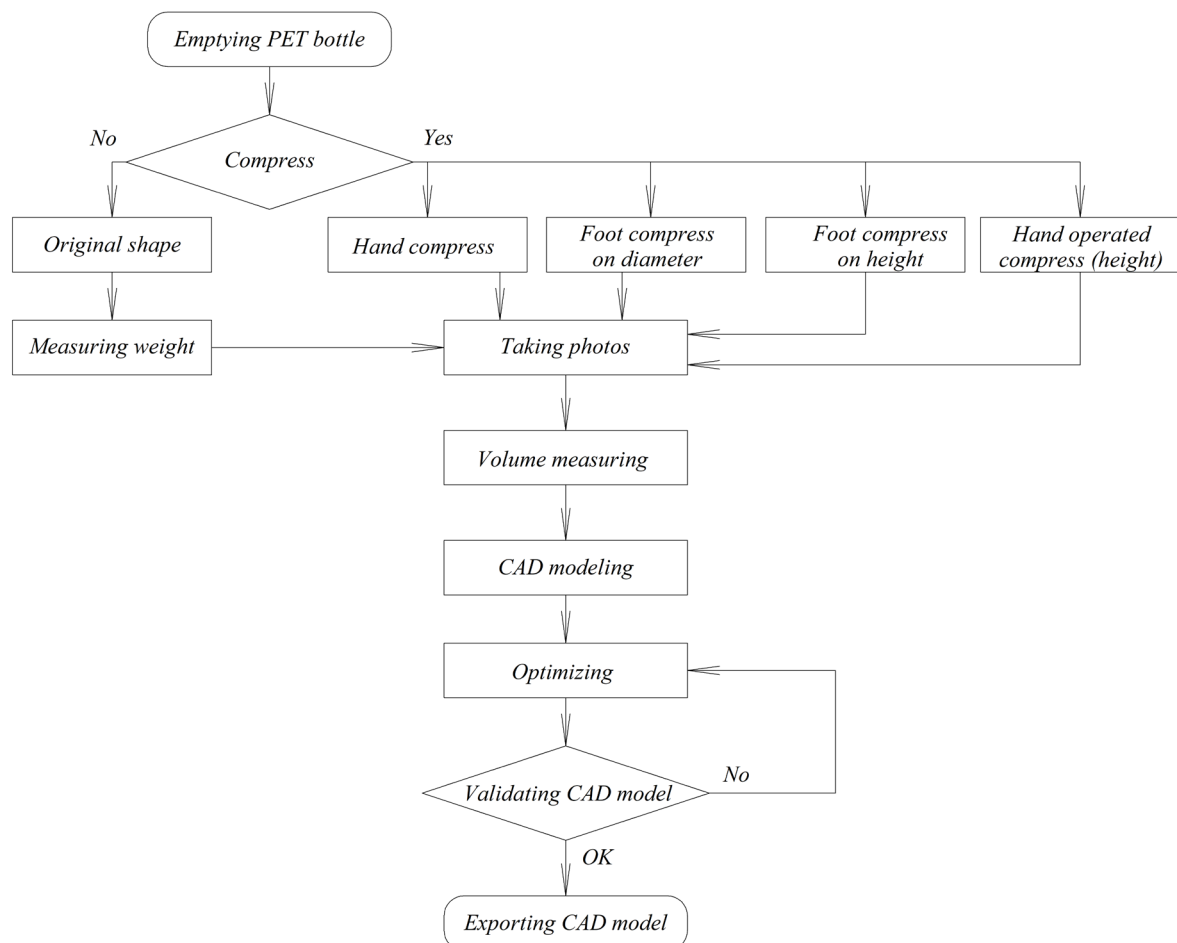 Emptying PET bottle
No
Yes
Compress
Original shape
Hand compress
Foot compress
on diameter
Foot compress
on height
Hand operated
compress (height)
Measuring weight
Taking photos
Volume measuring
CAD modeling
Optimizing
Validating CAD model
No
OK
Exporting CAD model